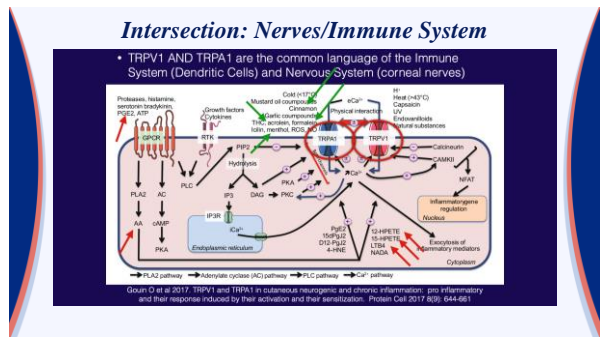 Intersection: Nerves/Immune System
• TRPV1 AND TRPA1 are the common language of the Immune
System (Dendritic Cells) and Nervous System (corneal nerves)
Proteases, histamine,
serotonin bradykinin,
PGE2, ATP
Growth factors
Cytokines
Cold (<17°C)
Mustard oil compounds
Cinnamon
Garlic compounds
THC, acrolein, formalein
Icilin, menthol, ROS, NO
eCa²⁺
Physical interaction
H⁺
Heat (>43°C)
Capsaicin
UV
Endovanilloids
Natural substances
GPCR
RTK
PIP2
TRPA1
TRPV1
Hydrolysis
PLC
PLA2
AC
IP3
DAG
PKC
PKA
Ca²⁺
Calcineurin
CAMKII
NFAT
Inflammatory gene
regulation
Nucleus
AA
cAMP
PKA
IP3R
iCa²⁺
Endoplasmic reticulum
PgE2
15dPgJ2
D12-PgJ2
4-HNE
12-HPETE
15-HPETE
LTB4
NADA
Exocytosis of
inflammatory mediators
Cytoplasm
PLA2 pathway
Adenylate cyclase (AC) pathway
PLC pathway
Ca²⁺ pathway
Gouin O et al 2017. TRPV1 and TRPA1 in cutaneous neurogenic and chronic inflammation: pro inflammatory
and their response induced by their activation and their sensitization. Protein Cell 2017 8(9): 644-661